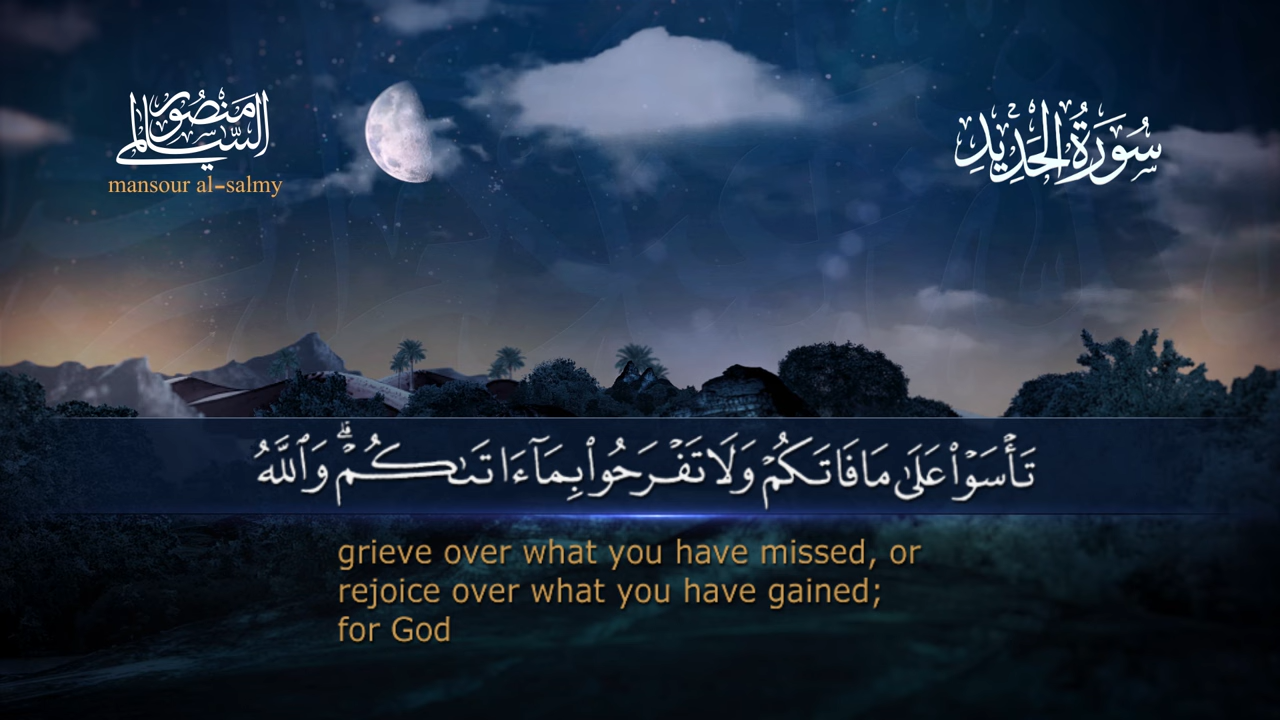 منصور
السالمي
mansour al-salmy
سُورَةُ الحَدِيدِ
تَأْسَوْا۟ عَلَىٰ مَا فَاتَكُمْ وَلَا تَفْرَحُوا۟ بِمَآ ءَاتَىٰكُمْ ۗ وَٱللَّهُ
grieve over what you have missed, or
rejoice over what you have gained;
for God